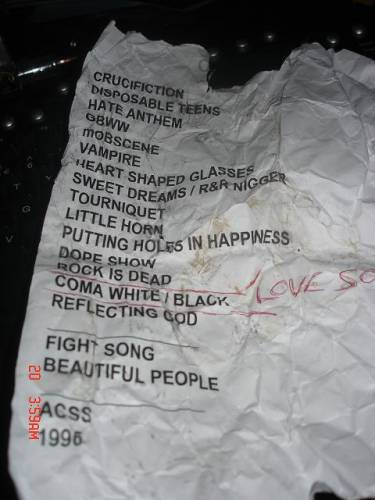 CRUCIFICTION
DISPOSABLE TEENS
HATE ANTHEM
GBWW
mOBSCENE
VAMPIRE
HEART SHAPED GLASSES
SWEET DREAMS / R&R NIGGER
TOURNIQUET
LITTLE HORN
PUTTING HOLES IN HAPPINESS
DOPE SHOW
ROCK IS DEAD
COMA WHITE / BLACK
LOVE SO
REFLECTING GOD
FIGHT SONG
BEAUTIFUL PEOPLE
ACSS
1996
20 3:59AM